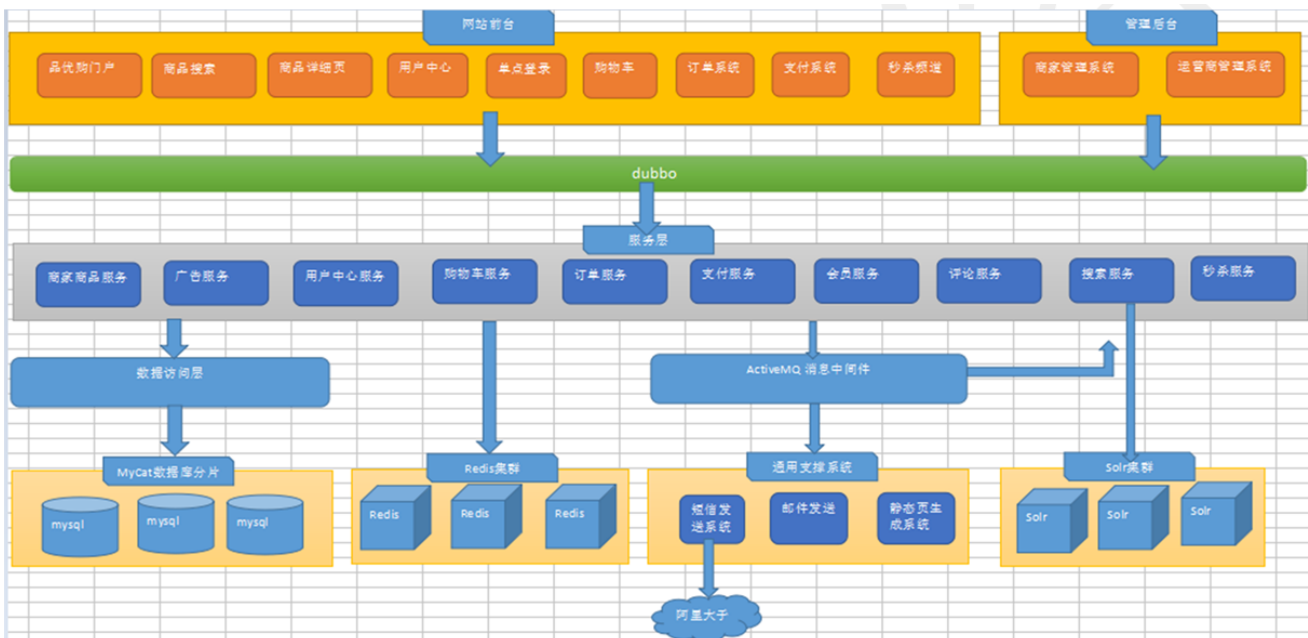 网站前台
管理后台
品优购门户
商品搜索
商品详细页
用户中心
单点登录
购物车
订单系统
支付系统
秒杀频道
商家管理系统
运营商管理系统
dubbo
服务层
商家商品服务
广告服务
用户中心服务
购物车服务
订单服务
支付服务
会员服务
评论服务
搜索服务
秒杀服务
数据访问层
ActiveMQ 消息中间件
MyCat数据库分片
Redis集群
通用支撑系统
Solr集群
mysql
mysql
mysql
Redis
Redis
Redis
短信发
送系统
邮件发送
静态页生
成系统
Solr
Solr
Solr
阿里大于